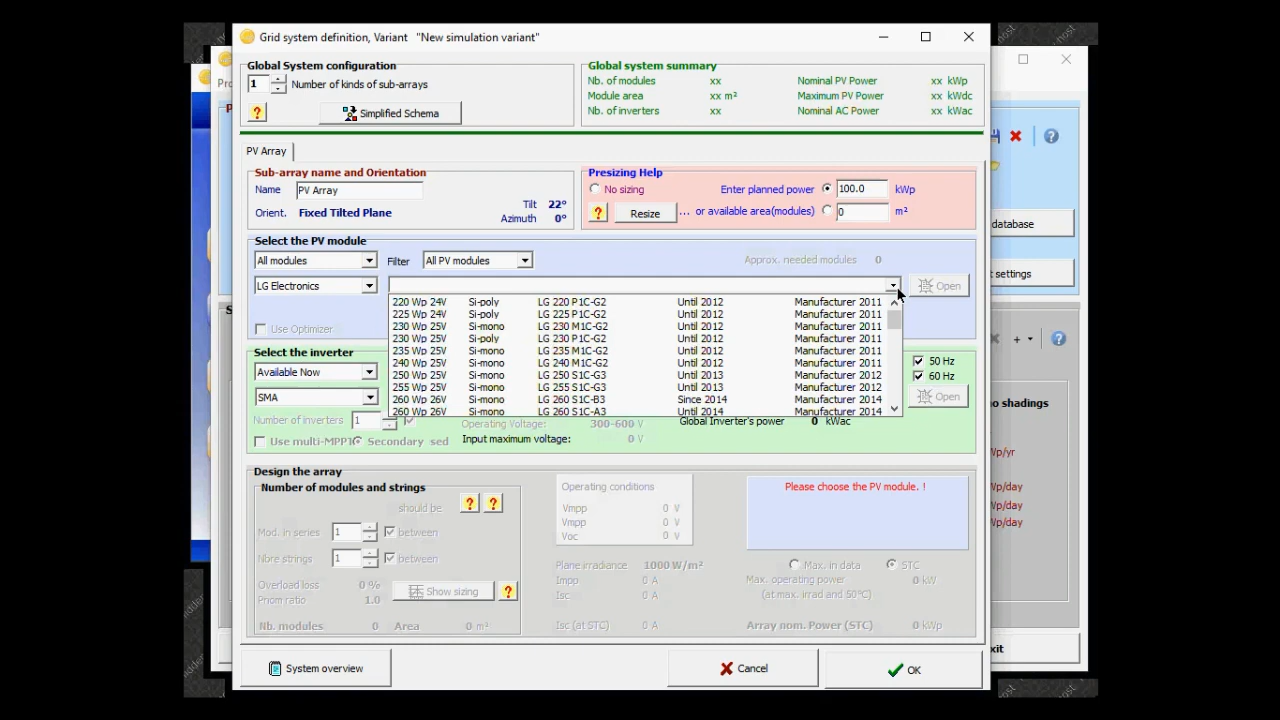 Grid system definition, Variant "New simulation variant"
Global System configuration
1 Number of kinds of sub-arrays
? Simplified Schema
Global system summary
Nb. of modules xx Nominal PV Power xx kWp
Module area xx m² Maximum PV Power xx kWdc
Nb. of inverters xx Nominal AC Power xx kWac
PV Array
Sub-array name and Orientation
Name PV Array
Orient. Fixed Tilted Plane
Tilt 22°
Azimuth 0°
Presizing Help
No sizing Enter planned power 100.0 kWp
? Resize ... or available area(modules) 0 m²
database
t settings
Select the PV module
All modules Filter All PV modules Approx. needed modules 0
LG Electronics Open
Use Optimizer
220 Wp 24V Si-poly LG 220 P1C-G2 Until 2012 Manufacturer 2011
225 Wp 24V Si-poly LG 225 P1C-G2 Until 2012 Manufacturer 2011
230 Wp 25V Si-mono LG 230 M1C-G2 Until 2012 Manufacturer 2011
230 Wp 25V Si-poly LG 230 P1C-G2 Until 2012 Manufacturer 2011
235 Wp 25V Si-mono LG 235 M1C-G2 Until 2012 Manufacturer 2011
240 Wp 25V Si-mono LG 240 M1C-G2 Until 2012 Manufacturer 2011
250 Wp 25V Si-mono LG 250 S1C-G3 Until 2013 Manufacturer 2012
255 Wp 25V Si-mono LG 255 S1C-G3 Until 2013 Manufacturer 2012
260 Wp 26V Si-mono LG 260 S1C-B3 Since 2014 Manufacturer 2014
260 Wp 26V Si-mono LG 260 S1C-A3 Until 2014 Manufacturer 2014
Select the inverter
Available Now 50 Hz
60 Hz
SMA Open
Number of inverters 1 Operating Voltage: 300-600 V Global Inverter's power 0 kWac
Use multi-MPPT Secondary sed Input maximum voltage: 0 V
o shadings
Wp/yr
Wp/day
Wp/day
Wp/day
Design the array
Number of modules and strings
should be ? ?
Mod. in series 1 between
Nbre strings 1 between
Overload loss 0 %
Pnom ratio 1.0 Show sizing ?
Nb. modules 0 Area 0 m²
Operating conditions
Vmpp 0 V
Vmpp 0 V
Voc 0 V
Plane irradiance 1000 W/m²
Impp 0 A
Isc 0 A
Isc (at STC) 0 A
Please choose the PV module. !
Max. in data STC
Max. operating power 0 kW
(at max. irrad and 50°C)
Array nom. Power (STC) 0 kWp
System overview Cancel OK
xit